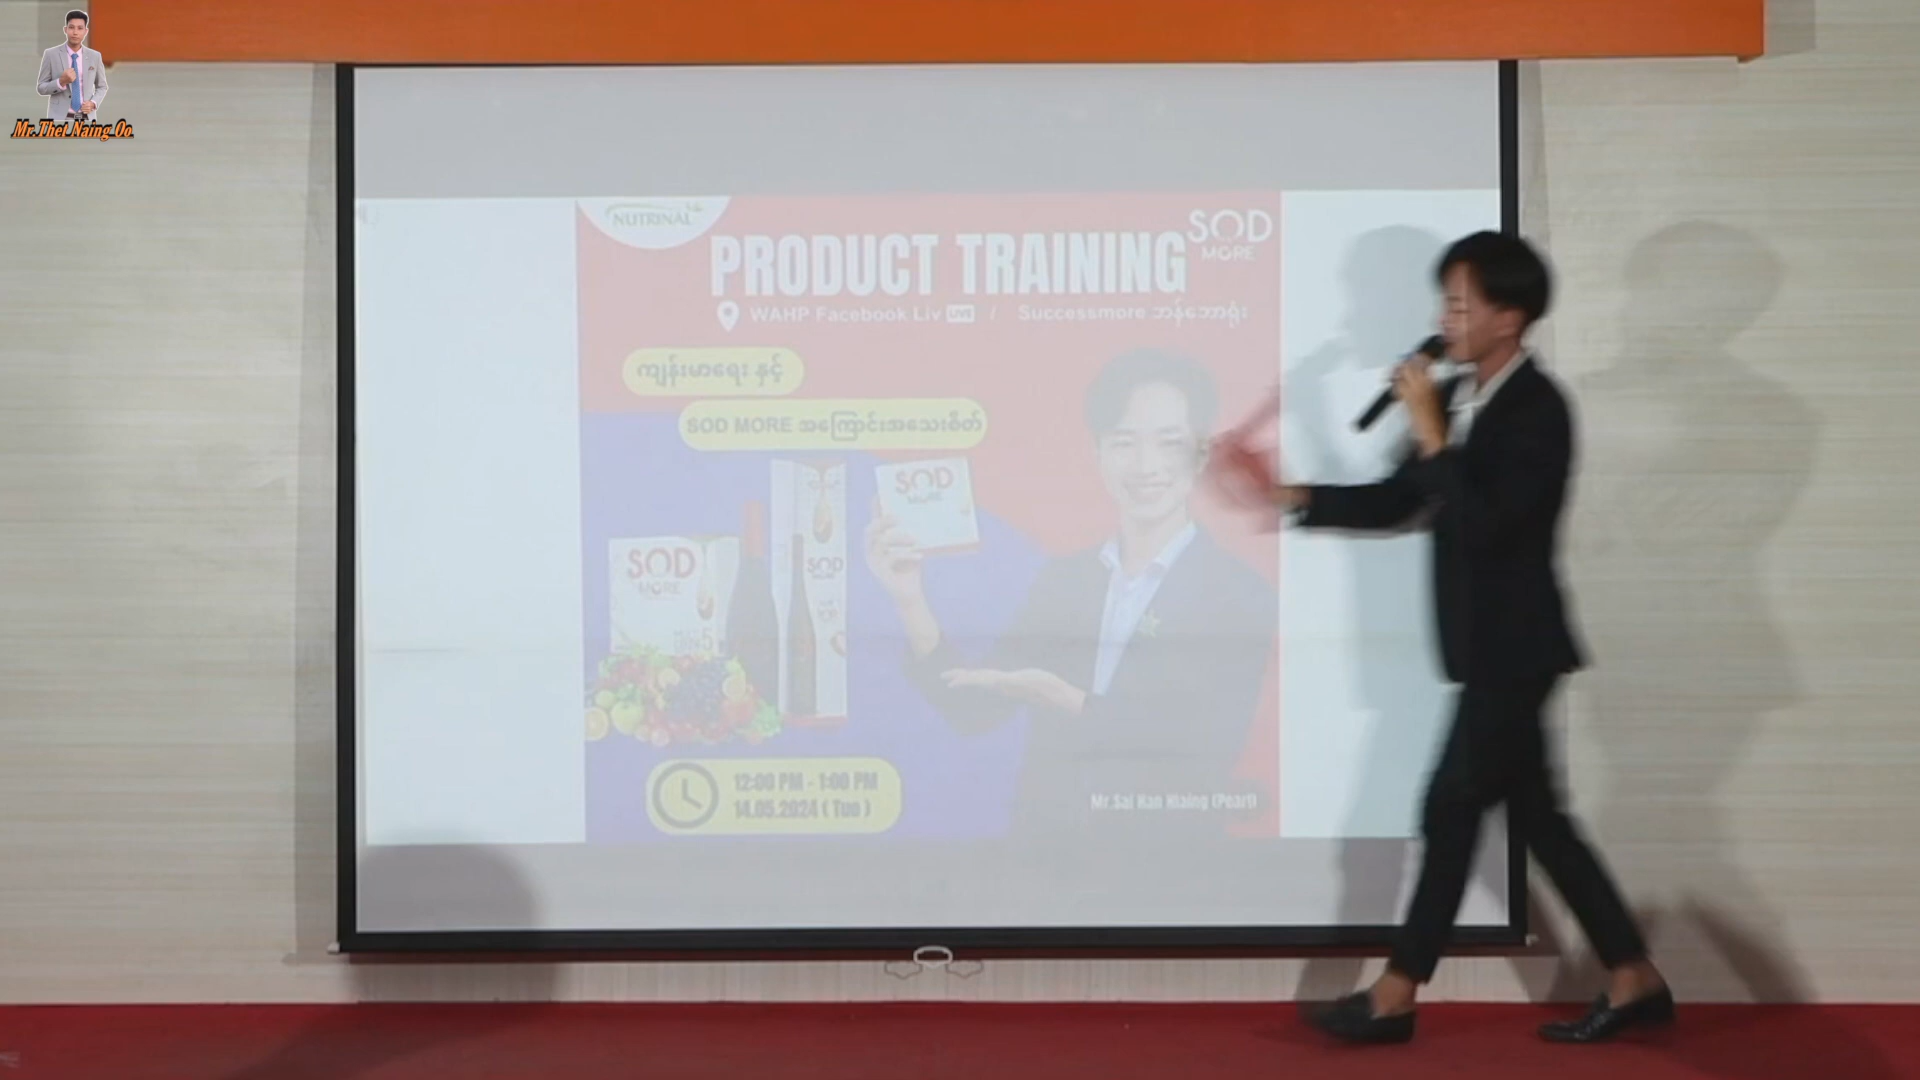 Mr.Thet Naing Oo
NUTRINAL
SOD
MORE
PRODUCT TRAINING
WAHP Facebook Liv LIVE / Successmore ဘန်ဘောရုံး
ကျန်းမာရေး နှင့်
SOD MORE အကြောင်းအသေးစိတ်
SOD
MORE
SOD
MORE
SOD
12:00 PM - 1:00 PM
14.05.2024 ( Tue )
Mr.Sai Han Hlaing (Pearl)